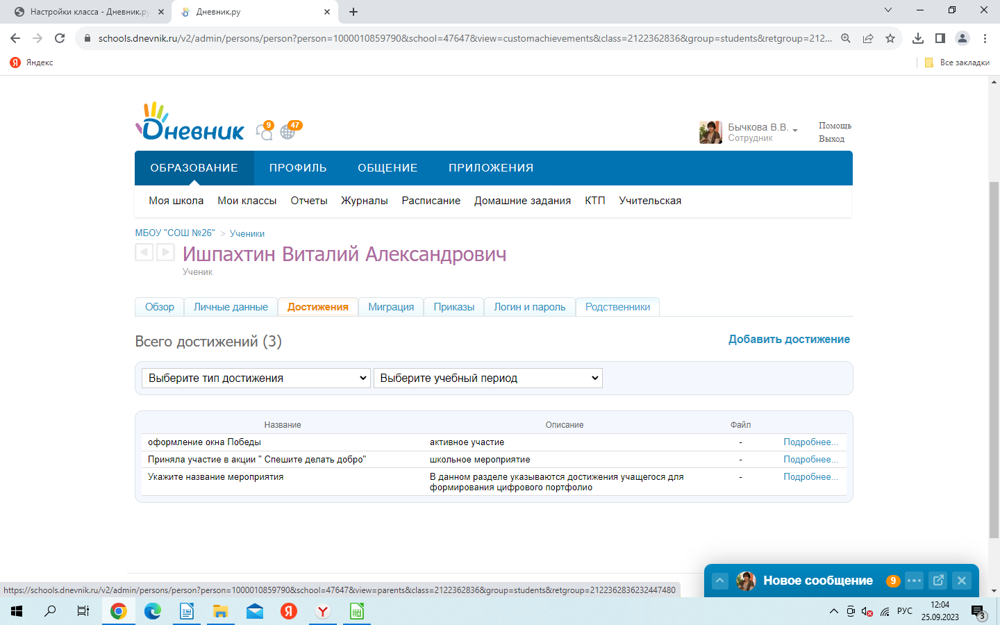 Настройки класса - Дневник.ру
Дневник.ру
schools.dnevnik.ru/v2/admin/persons/person?person=1000010859790&school=47647&view=customachievements&class=2122362836&group=students&retgroup=212...
Яндекс
Все закладки
Дневник
9
47
Бычкова В.В.
Сотрудник
Помощь
Выход
ОБРАЗОВАНИЕ ПРОФИЛЬ ОБЩЕНИЕ ПРИЛОЖЕНИЯ
Моя школа Мои классы Отчеты Журналы Расписание Домашние задания КТП Учительская
МБОУ "СОШ №26" > Ученики
Ишпахтин Виталий Александрович
Ученик
Обзор Личные данные Достижения Миграция Приказы Логин и пароль Родственники
Всего достижений (3)
Добавить достижение
Выберите тип достижения Выберите учебный период
Название Описание Файл
оформление окна Победы активное участие - Подробнее...
Приняла участие в акции " Спешите делать добро" школьное мероприятие - Подробнее...
Укажите название мероприятия В данном разделе указываются достижения учащегося для - Подробнее...
формирования цифрового портфолио
Новое сообщение 9
https://schools.dnevnik.ru/v2/admin/persons/person?person=1000010859790&school=47647&view=parents&class=2122362836&group=students&retgroup=2122362836232447480
РУС
12:04
25.09.2023
3